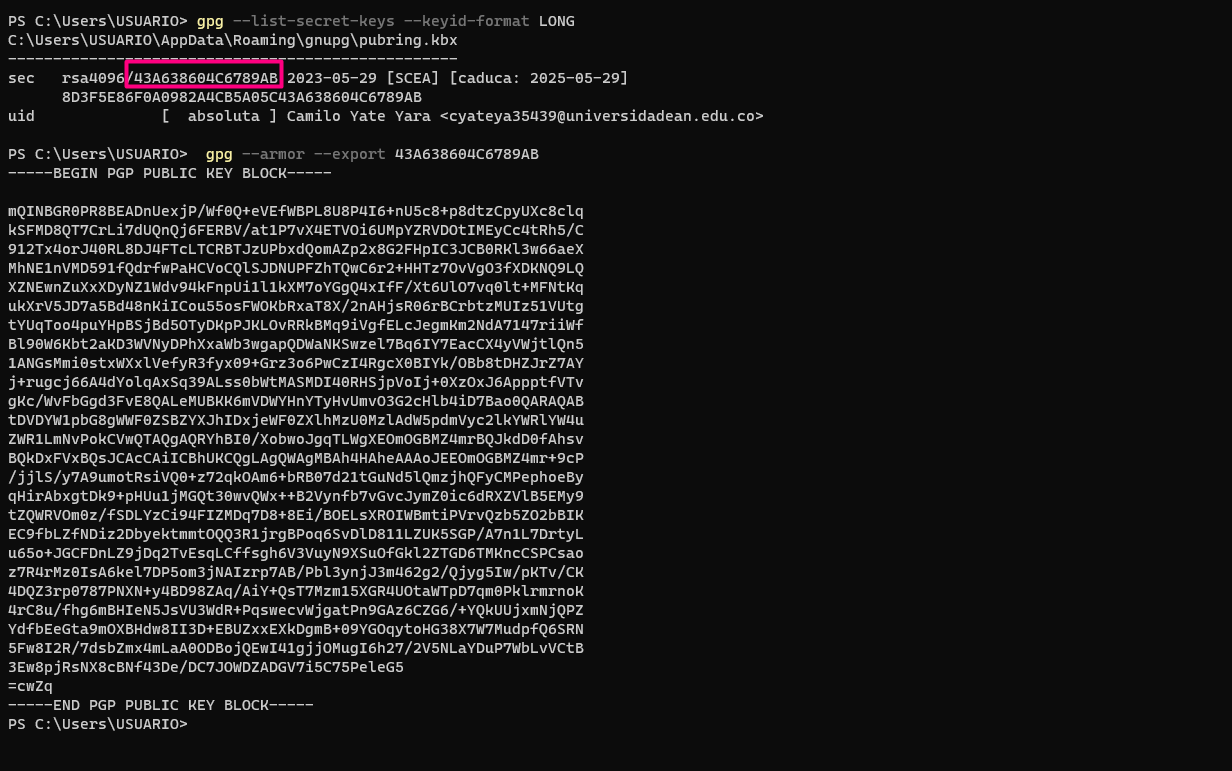 PS C:\Users\USUARIO> gpg --list-secret-keys --keyid-format LONG
C:\Users\USUARIO\AppData\Roaming\gnupg\pubring.kbx
--------------------------------------------------
sec   rsa4096/43A638604C6789AB 2023-05-29 [SCEA] [caduca: 2025-05-29]
      8D3F5E86F0A0982A4CB5A05C43A638604C6789AB
uid              [  absoluta ] Camilo Yate Yara <cyateya35439@universidadean.edu.co>
PS C:\Users\USUARIO>  gpg --armor --export 43A638604C6789AB
-----BEGIN PGP PUBLIC KEY BLOCK-----
mQINBGR0PR8BEADnUexjP/Wf0Q+eVEfWBPL8U8P4I6+nU5c8+p8dtzCpyUXc8clq
kSFMD8QT7CrLi7dUQnQj6FERBV/at1P7vX4ETVOi6UMpYZRVDOtIMEyCc4tRh5/C
912Tx4orJ40RL8DJ4FTcLTCRBTJzUPbxdQomAZp2x8G2FHpIC3JCB0RKl3w66aeX
MhNE1nVMD591fQdrfwPaHCVoCQlSJDNUPFZhTQwC6r2+HHTz7OvVgO3fXDKNQ9LQ
XZNEwnZuXxXDyNZ1Wdv94kFnpUi1l1kXM7oYGgQ4xIfF/Xt6UlO7vq0lt+MFNtKq
ukXrV5JD7a5Bd48nKiICou55osFWOKbRxaT8X/2nAHjsR06rBCrbtzMUIz51VUtg
tYUqToo4puYHpBSjBd5OTyDKpPJKLOvRRkBMq9iVgfELcJegmKm2NdA7147riiWf
Bl90W6Kbt2aKD3WVNyDPhXxaWb3wgapQDWaNKSwzel7Bq6IY7EacCX4yVWjtlQn5
1ANGsMmi0stxWXxlVefyR3fyx09+Grz3o6PwCzI4RgcX0BIYk/OBb8tDHZJrZ7AY
j+rugcj66A4dYolqAxSq39ALss0bWtMASMDI40RHSjpVoIj+0XzOxJ6AppptfVTv
gKc/WvFbGgd3FvE8QALeMUBKK6mVDWYHnYTyHvUmvO3G2cHlb4iD7Bao0QARAQAB
tDVDYW1pbG8gWWF0ZSBZYXJhIDxjeWF0ZXlhMzU0MzlAdW5pdmVyc2lkYWRlYW4u
ZWR1LmNvPokCVwQTAQgAQRYhBI0/XobwoJgqTLWgXEOmOGBMZ4mrBQJkdD0fAhsv
BQkDxFVxBQsJCAcCAiICBhUKCQgLAgQWAgMBAh4HAheAAAoJEEOmOGBMZ4mr+9cP
/jjlS/y7A9umotRsiVQ0+z72qkOAm6+bRB07d21tGuNd5lQmzjhQFyCMPephoeBy
qHirAbxgtDk9+pHUu1jMGQt30wvQWx++B2Vynfb7vGvcJymZ0ic6dRXZVlB5EMy9
tZQWRVOm0z/fSDLYzCi94FIZMDq7D8+8Ei/BOELsXROIWBmtiPVrvQzb5ZO2bBIK
EC9fbLZfNDiz2DbyektmmtOQQ3R1jrgBPoq6SvDlD811LZUK5SGP/A7n1L7DrtyL
u65o+JGCFDnLZ9jDq2TvEsqLCffsgh6V3VuyN9XSuOfGkl2ZTGD6TMKncCSPCsao
z7R4rMz0IsA6kel7DP5om3jNAIzrp7AB/Pbl3ynjJ3m462g2/Qjyg5Iw/pKTv/CK
4DQZ3rp0787PNXN+y4BD98ZAq/AiY+QsT7Mzm15XGR4UOtaWTpD7qm0PklrmrnoK
4rC8u/fhg6mBHIeN5JsVU3WdR+PqswecvWjgatPn9GAz6CZG6/+YQkUUjxmNjQPZ
YdfbEeGta9mOXBHdw8II3D+EBUZxxEXkDgmB+09YGOqytoHG38X7W7MudpfQ6SRN
5Fw8I2R/7dsbZmx4mLaA0ODBojQEwI41gjjOMugI6h27/2V5NLaYDuP7WbLvVCtB
3Ew8pjRsNX8cBNf43De/DC7JOWDZADGV7i5C75PeleG5
=cwZq
-----END PGP PUBLIC KEY BLOCK-----
PS C:\Users\USUARIO>